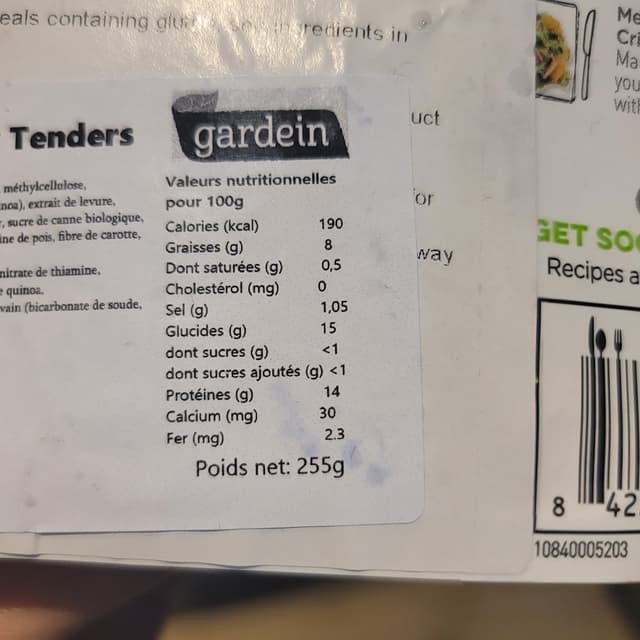 eals containing glu
redients in
Tenders
méthylcellulose,
noa), extrait de levure,
, sucre de canne biologique,
ine de pois, fibre de carotte,
nitrate de thiamine,
e quinoa.
vain (bicarbonate de soude,
gardein
Valeurs nutritionnelles
pour 100g
Calories (kcal) 190
Graisses (g) 8
Dont saturées (g) 0,5
Cholestérol (mg) 0
Sel (g) 1,05
Glucides (g) 15
dont sucres (g) <1
dont sucres ajoutés (g) <1
Protéines (g) 14
Calcium (mg) 30
Fer (mg) 2.3
Poids net: 255g
uct
or
way
Me
Cri
Ma
you
with
GET SO
Recipes a
8 42
10840005203